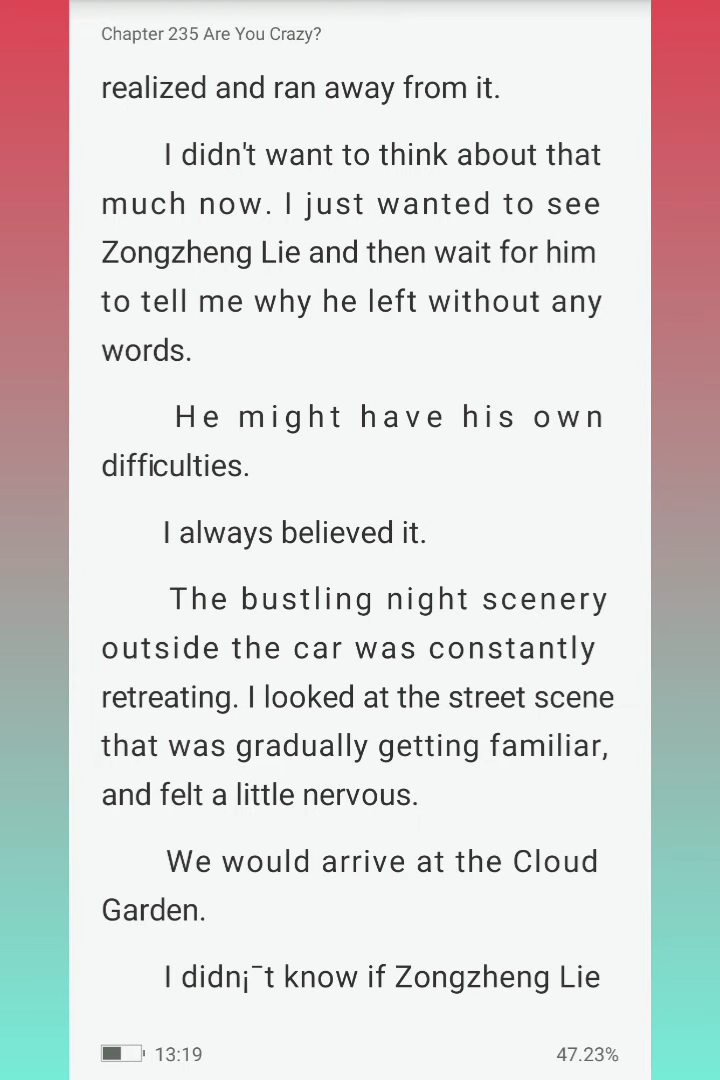 Chapter 235 Are You Crazy?
realized and ran away from it.
I didn't want to think about that
much now. I just wanted to see
Zongzheng Lie and then wait for him
to tell me why he left without any
words.
He might have his own
difficulties.
I always believed it.
The bustling night scenery
outside the car was constantly
retreating. I looked at the street scene
that was gradually getting familiar,
and felt a little nervous.
We would arrive at the Cloud
Garden.
I didn¡¯t know if Zongzheng Lie
13:19
47.23%